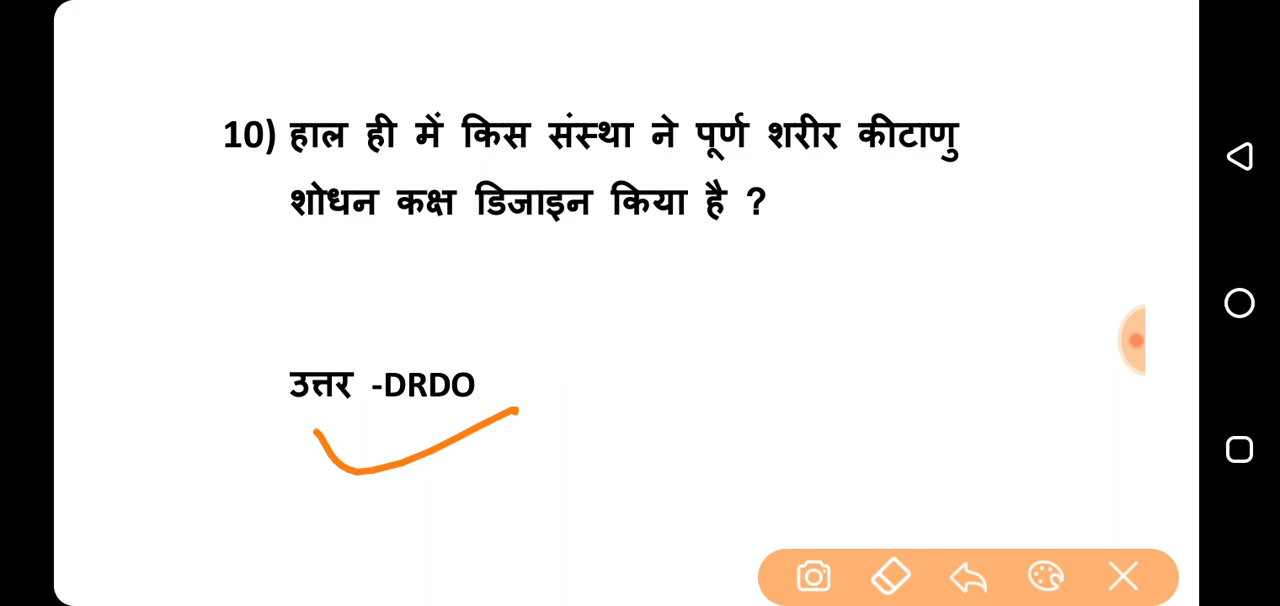 10) हाल ही में किस संस्था ने पूर्ण शरीर कीटाणु
शोधन कक्ष डिजाइन किया है ?
उत्तर -DRDO